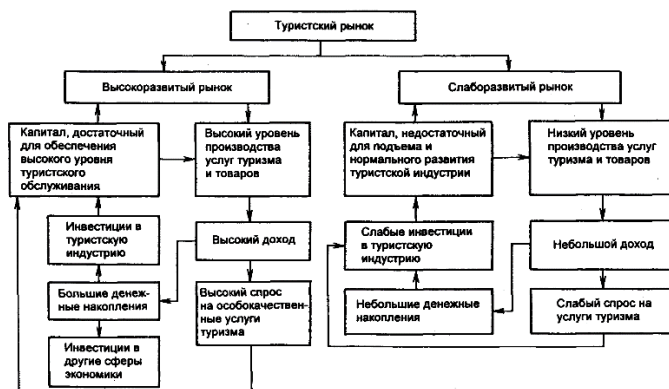 Туристский рынок
Высокоразвитый рынок
Слаборазвитый рынок
Капитал, достаточный
для обеспечения
высокого уровня
туристского
обслуживания
Высокий уровень
производства
услуг туризма
и товаров
Капитал, недостаточный
для подъема и
нормального развития
туристской индустрии
Низкий уровень
производства услуг
туризма и товаров
Инвестиции в
туристскую
индустрию
Высокий доход
Слабые инвестиции
в туристскую
индустрию
Небольшой доход
Большие денеж-
ные накопления
Высокий спрос
на особокачествен-
ные услуги
туризма
Небольшие денежные
накопления
Слабый спрос на
услуги туризма
Инвестиции в
другие сферы
экономики